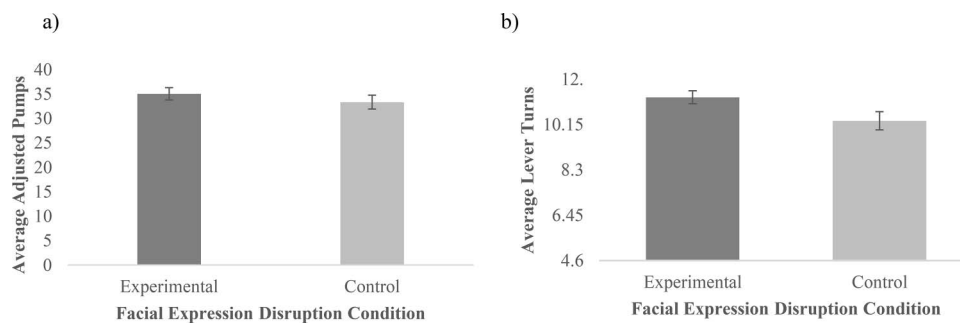 a)
Average Adjusted Pumps
40
35
30
25
20
15
10
5
0
Experimental
Control
Facial Expression Disruption Condition
b)
Average Lever Turns
12.
10.15
8.3
6.45
4.6
Experimental
Control
Facial Expression Disruption Condition